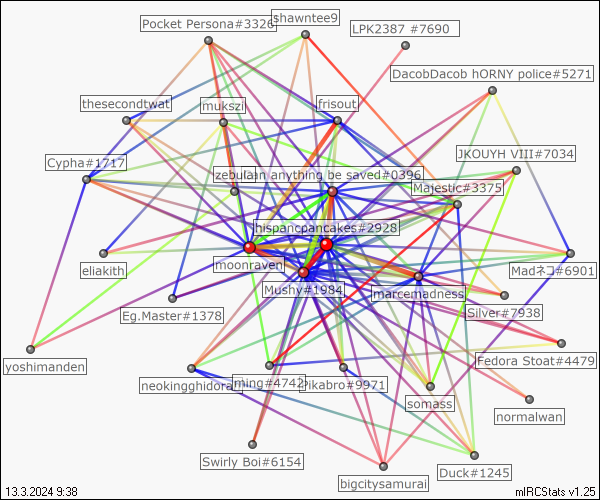 shawntee9
Pocket Persona#3326
LPK2387 #7690
DacobDacob hORNY police#5271
thesecondtwat
mukszi
frisout
Cypha#1717
JKOUYH VIII#7034
zebulain anything be saved#0396
Majestic#3375
hispancpancakes#2928
eliakith
moonraven
Madネコ#6901
Mushy#1984
marcemadness
Eg.Master#1378
Silver#7938
yoshimanden
Fedora Stoat#4479
neokingghidora
ming#4742
Pikabro#9971
somass
normalwan
Swirly Boi#6154
Duck#1245
bigcitysamurai
13.3.2024 9:38
mIRCStats v1.25